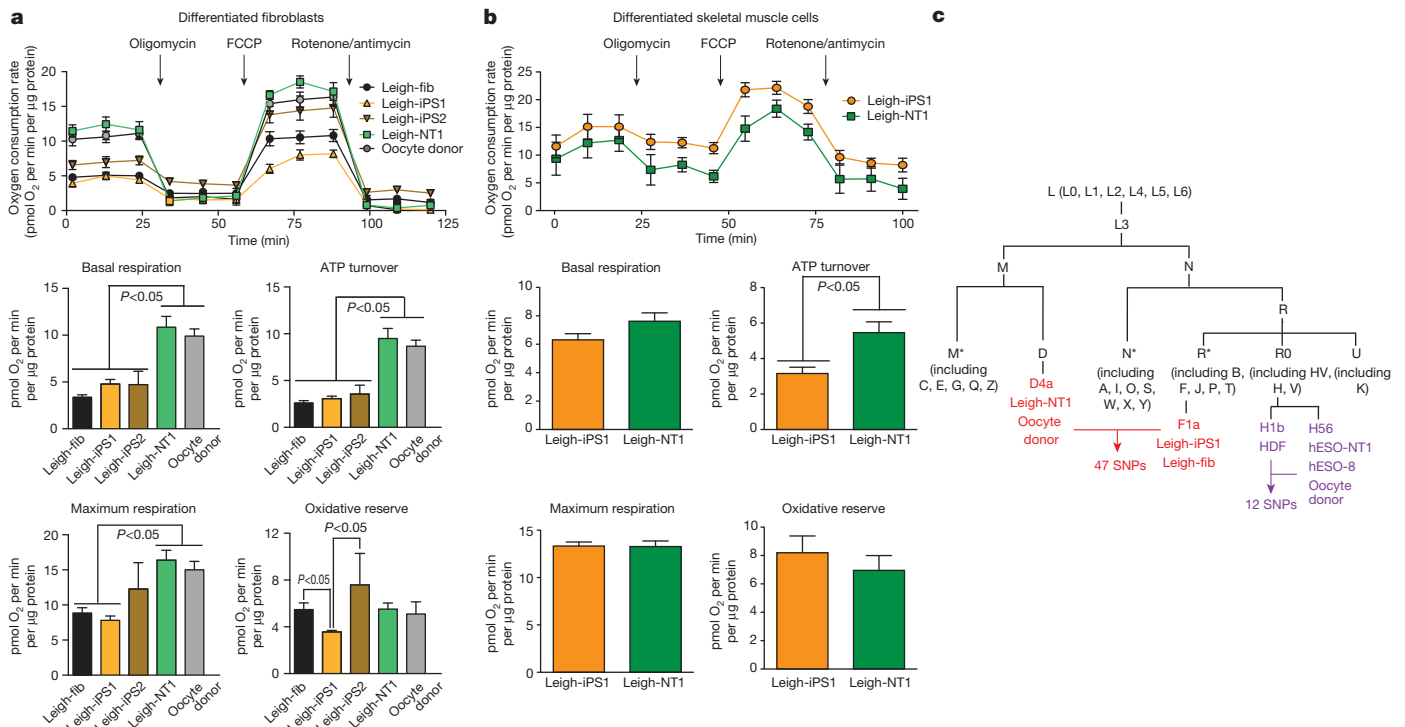 a
Differentiated fibroblasts
Oligomycin
FCCP
Rotenone/antimycin
Oxygen consumption rate
(pmol O2 per min per µg protein)
20
15
10
5
0
0
25
50
75
100
125
Time (min)
Leigh-fib
Leigh-iPS1
Leigh-iPS2
Leigh-NT1
Oocyte donor
Basal respiration
P<0.05
pmol O2 per min
per µg protein
15
10
5
0
Leigh-fib
Leigh-iPS1
Leigh-iPS2
Leigh-NT1
Oocyte
donor
ATP turnover
P<0.05
pmol O2 per min
per µg protein
15
10
5
0
Leigh-fib
Leigh-iPS1
Leigh-iPS2
Leigh-NT1
Oocyte
donor
Maximum respiration
P<0.05
pmol O2 per min
per µg protein
20
15
10
5
0
Leigh-fib
Leigh-iPS1
Leigh-iPS2
Leigh-NT1
Oocyte
donor
Oxidative reserve
P<0.05
P<0.05
pmol O2 per min
per µg protein
12
8
4
0
Leigh-fib
Leigh-iPS1
Leigh-iPS2
Leigh-NT1
Oocyte
donor
b
Differentiated skeletal muscle cells
Oligomycin
FCCP
Rotenone/antimycin
Oxygen consumption rate
(pmol O2 per min per µg protein)
25
20
15
10
5
0
0
25
50
75
100
Time (min)
Leigh-iPS1
Leigh-NT1
Basal respiration
pmol O2 per min
per µg protein
10
8
6
4
2
0
Leigh-iPS1
Leigh-NT1
ATP turnover
P<0.05
pmol O2 per min
per µg protein
8
6
4
2
0
Leigh-iPS1
Leigh-NT1
Maximum respiration
pmol O2 per min
per µg protein
15
10
5
0
Leigh-iPS1
Leigh-NT1
Oxidative reserve
pmol O2 per min
per µg protein
10
8
6
4
2
0
Leigh-iPS1
Leigh-NT1
c
L (L0, L1, L2, L4, L5, L6)
L3
M
N
R
M*
(including
C, E, G, Q, Z)
D
D4a
Leigh-NT1
Oocyte
donor
N*
(including
A, I, O, S,
W, X, Y)
R*
(including B,
F, J, P, T)
F1a
Leigh-iPS1
Leigh-fib
47 SNPs
R0
(including HV,
H, V)
U
(including
K)
H1b
HDF
H56
hESO-NT1
hESO-8
Oocyte
donor
12 SNPs